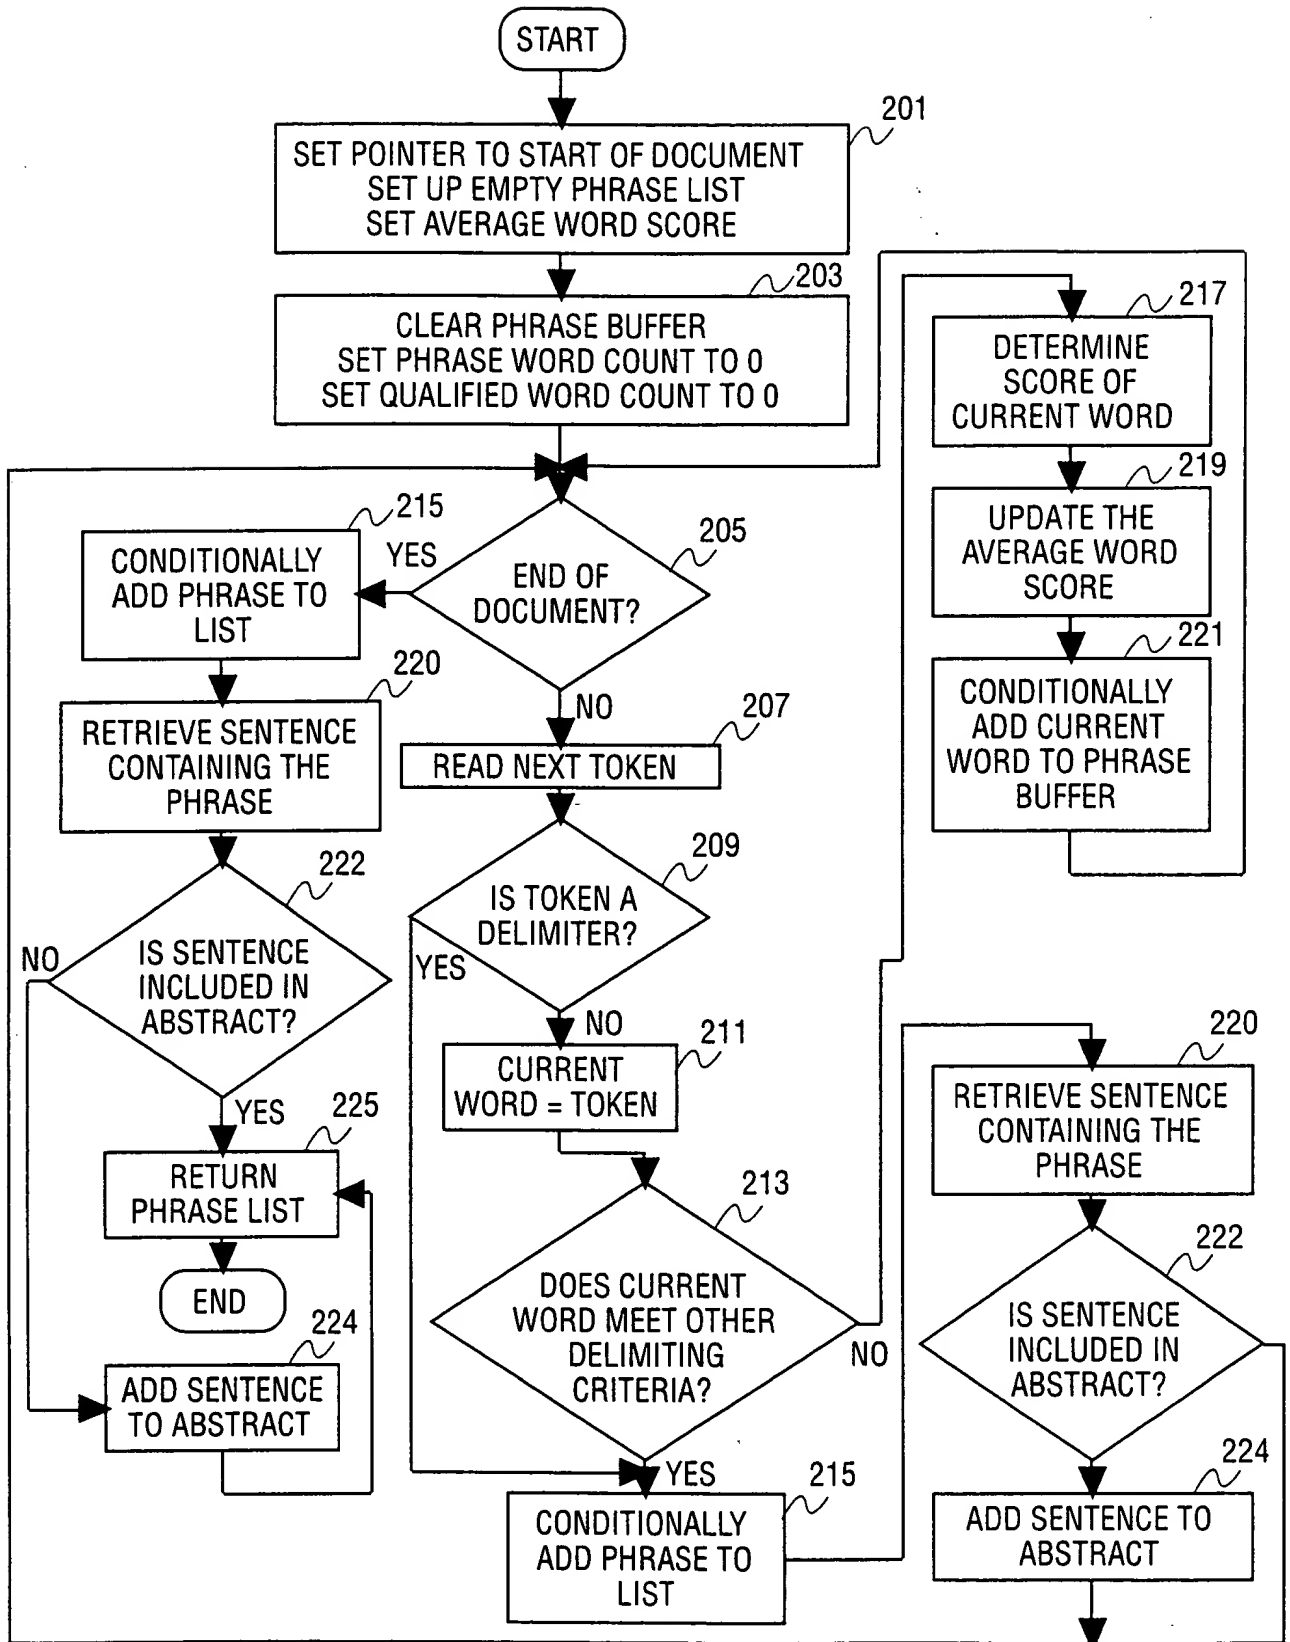 START
201
SET POINTER TO START OF DOCUMENT
SET UP EMPTY PHRASE LIST
SET AVERAGE WORD SCORE
203
CLEAR PHRASE BUFFER
SET PHRASE WORD COUNT TO 0
SET QUALIFIED WORD COUNT TO 0
205
END OF
DOCUMENT?
YES
215
CONDITIONALLY
ADD PHRASE TO
LIST
220
RETRIEVE SENTENCE
CONTAINING THE
PHRASE
222
IS SENTENCE
INCLUDED IN
ABSTRACT?
NO
YES
225
RETURN
PHRASE LIST
END
224
ADD SENTENCE
TO ABSTRACT
NO
207
READ NEXT TOKEN
209
IS TOKEN A
DELIMITER?
YES
NO
211
CURRENT
WORD = TOKEN
213
DOES CURRENT
WORD MEET OTHER
DELIMITING
CRITERIA?
NO
YES
215
CONDITIONALLY
ADD PHRASE TO
LIST
217
DETERMINE
SCORE OF
CURRENT WORD
219
UPDATE THE
AVERAGE WORD
SCORE
221
CONDITIONALLY
ADD CURRENT
WORD TO PHRASE
BUFFER
220
RETRIEVE SENTENCE
CONTAINING THE
PHRASE
222
IS SENTENCE
INCLUDED IN
ABSTRACT?
224
ADD SENTENCE TO
ABSTRACT